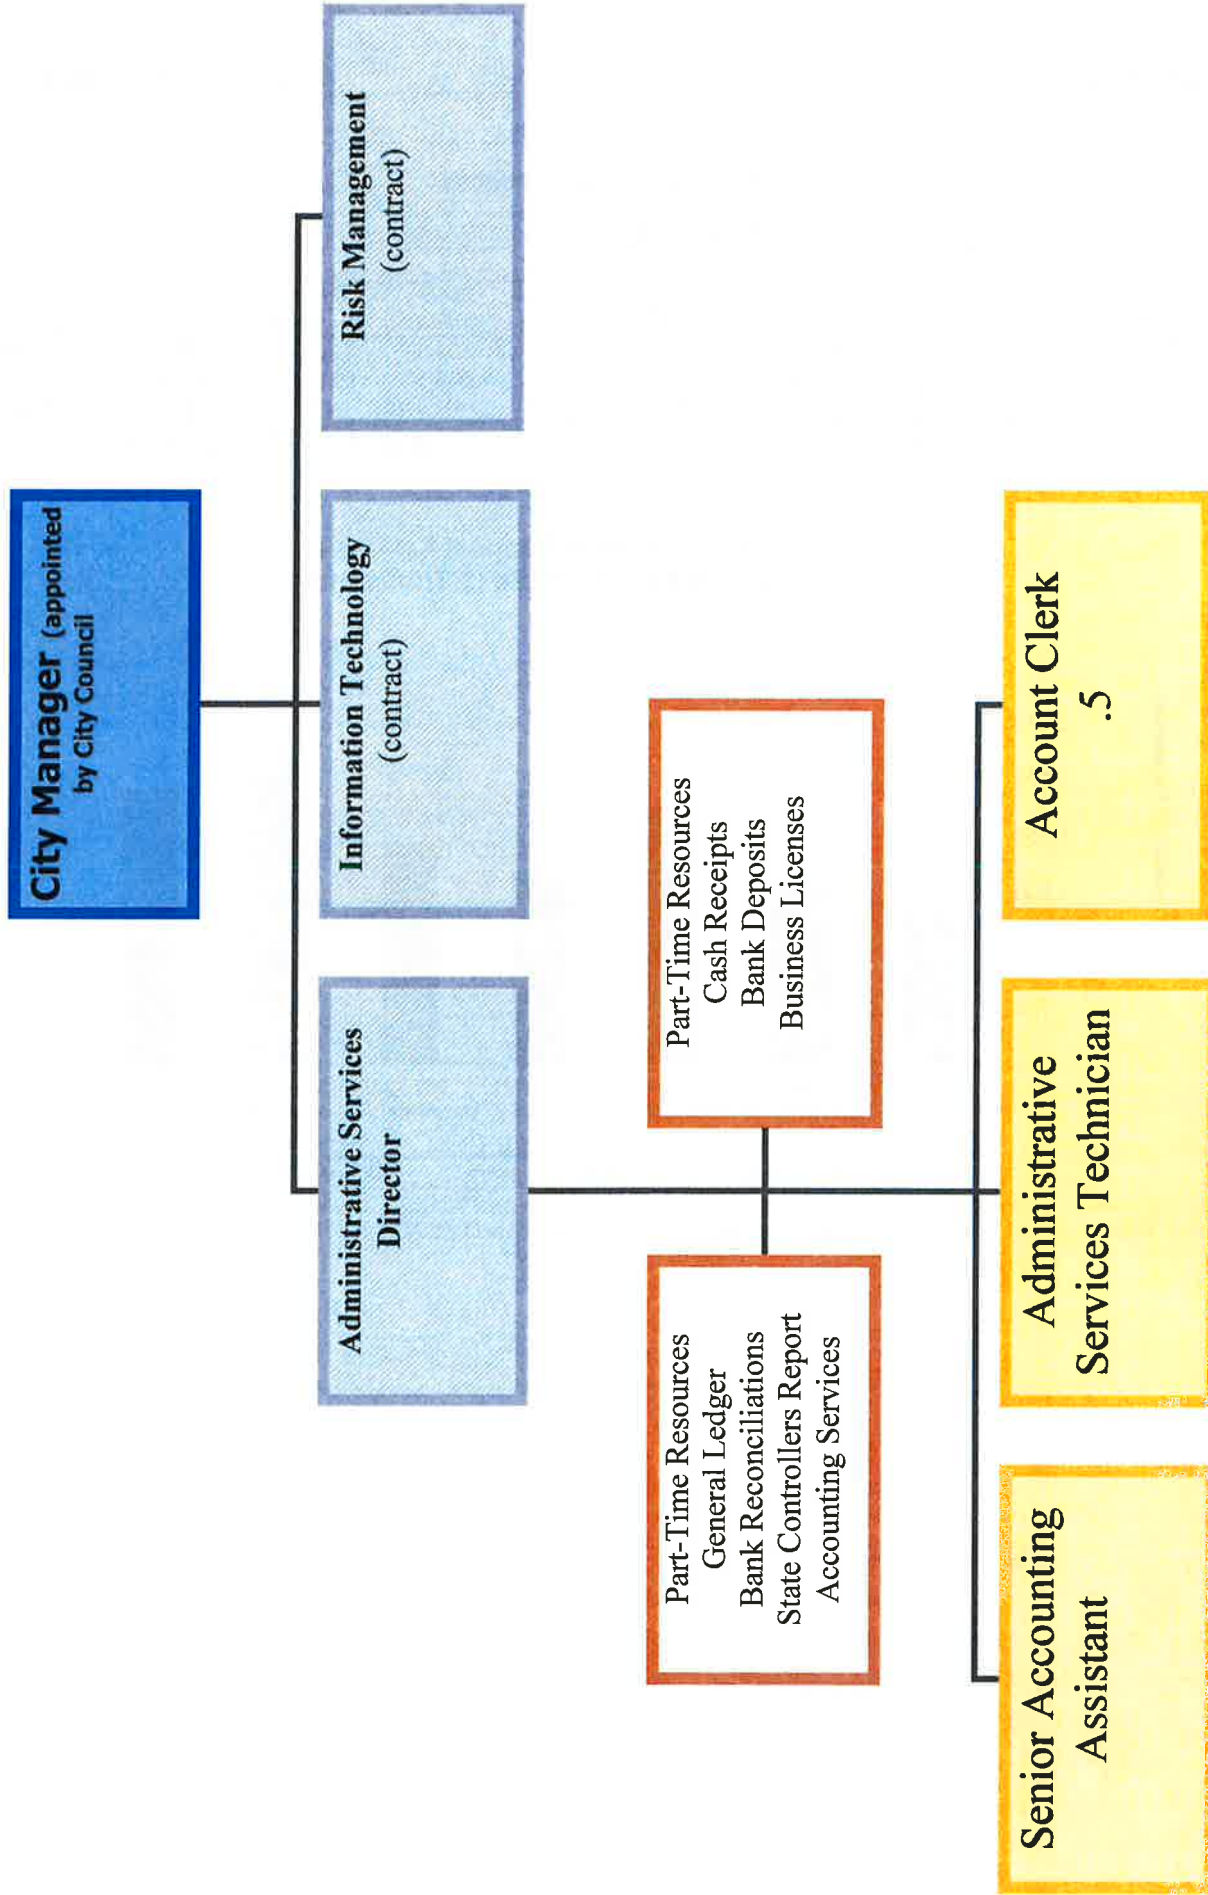 City Manager (appointed
by City Council
Administrative Services
Director
Information Technology
(contract)
Risk Management
(contract)
Part-Time Resources
General Ledger
Bank Reconciliations
State Controllers Report
Accounting Services
Part-Time Resources
Cash Receipts
Bank Deposits
Business Licenses
Senior Accounting
Assistant
Administrative
Services Technician
Account Clerk
.5